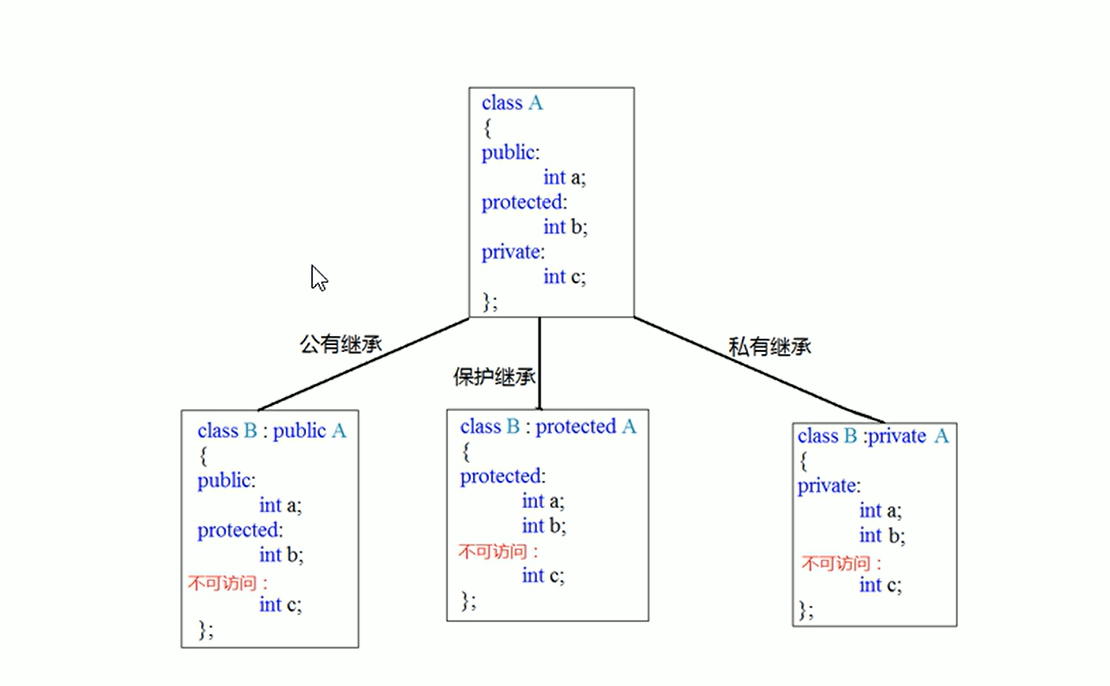 class A
{
public:
int a;
protected:
int b;
private:
int c;
};
公有继承
保护继承
私有继承
class B : public A
{
public:
int a;
protected:
int b;
不可访问：
int c;
};
class B : protected A
{
protected:
int a;
int b;
不可访问：
int c;
};
class B :private A
{
private:
int a;
int b;
不可访问：
int c;
};